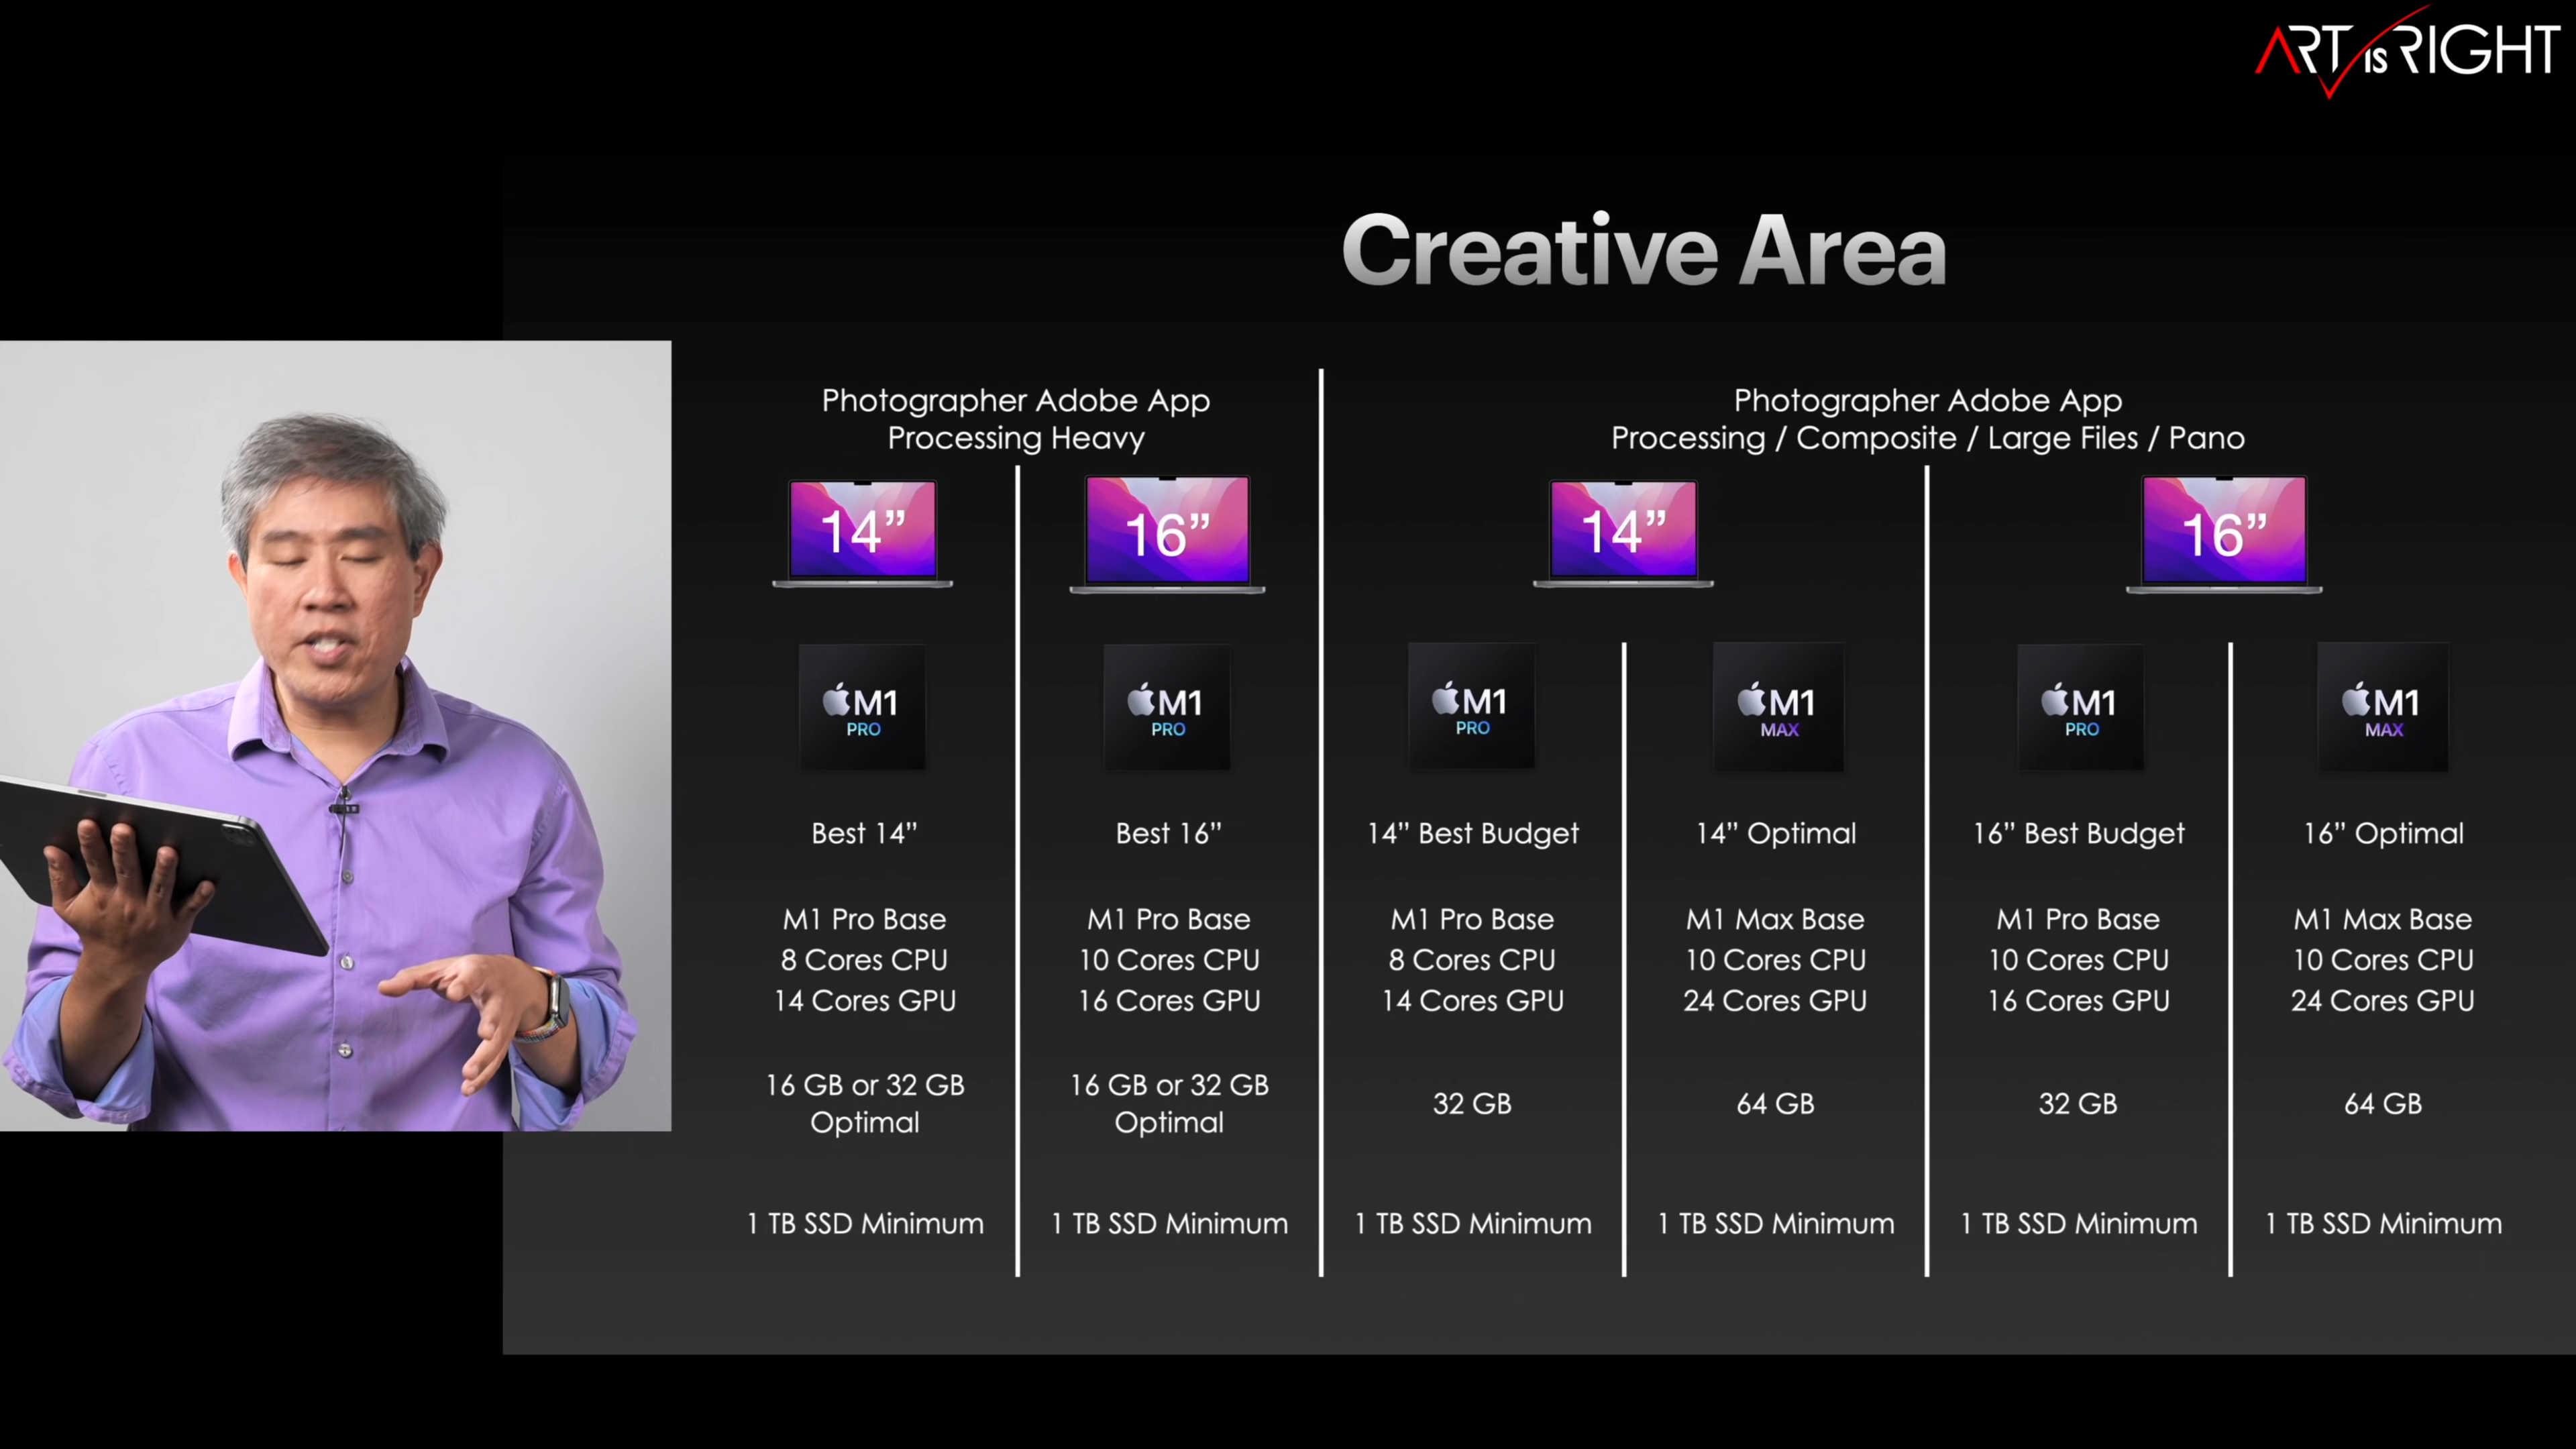 ART IS RIGHT
Creative Area
Photographer Adobe App
Processing Heavy
Photographer Adobe App
Processing / Composite / Large Files / Pano
14”
16”
14”
16”
M1
PRO
M1
PRO
M1
PRO
M1
MAX
M1
PRO
M1
MAX
Best 14”
Best 16”
14” Best Budget
14” Optimal
16” Best Budget
16” Optimal
M1 Pro Base
8 Cores CPU
14 Cores GPU
M1 Pro Base
10 Cores CPU
16 Cores GPU
M1 Pro Base
8 Cores CPU
14 Cores GPU
M1 Max Base
10 Cores CPU
24 Cores GPU
M1 Pro Base
10 Cores CPU
16 Cores GPU
M1 Max Base
10 Cores CPU
24 Cores GPU
16 GB or 32 GB
Optimal
16 GB or 32 GB
Optimal
32 GB
64 GB
32 GB
64 GB
1 TB SSD Minimum
1 TB SSD Minimum
1 TB SSD Minimum
1 TB SSD Minimum
1 TB SSD Minimum
1 TB SSD Minimum